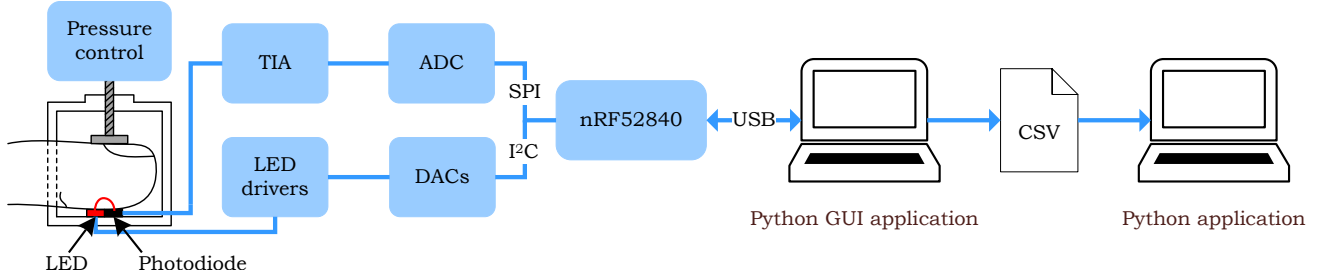 Pressure
control
TIA
ADC
SPI
nRF52840
USB
CSV
I²C
LED
drivers
DACs
Python GUI application
Python application
LED
Photodiode